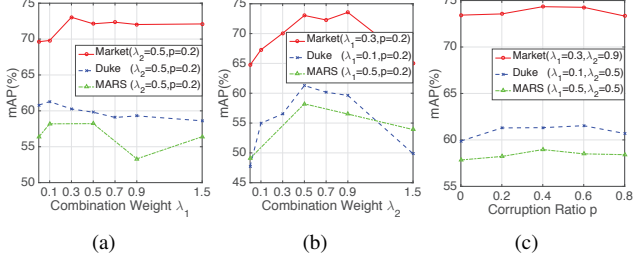 75
70
65
60
55
50
mAP(%)
Market(λ2=0.5,p=0.2)
Duke (λ2=0.5,p=0.2)
MARS (λ2=0.5,p=0.2)
0.1 0.3 0.5 0.7 0.9 1.5
Combination Weight λ1
(a)
75
70
65
60
55
50
45
mAP(%)
Market(λ1=0.3,p=0.2)
Duke (λ1=0.1,p=0.2)
MARS (λ1=0.5,p=0.2)
0.1 0.3 0.5 0.7 0.9 1.5
Combination Weight λ2
(b)
75
70
65
60
55
mAP(%)
Market(λ1=0.3,λ2=0.9)
Duke (λ1=0.1,λ2=0.5)
MARS (λ1=0.5,λ2=0.5)
0 0.2 0.4 0.6 0.8
Corruption Ratio p
(c)